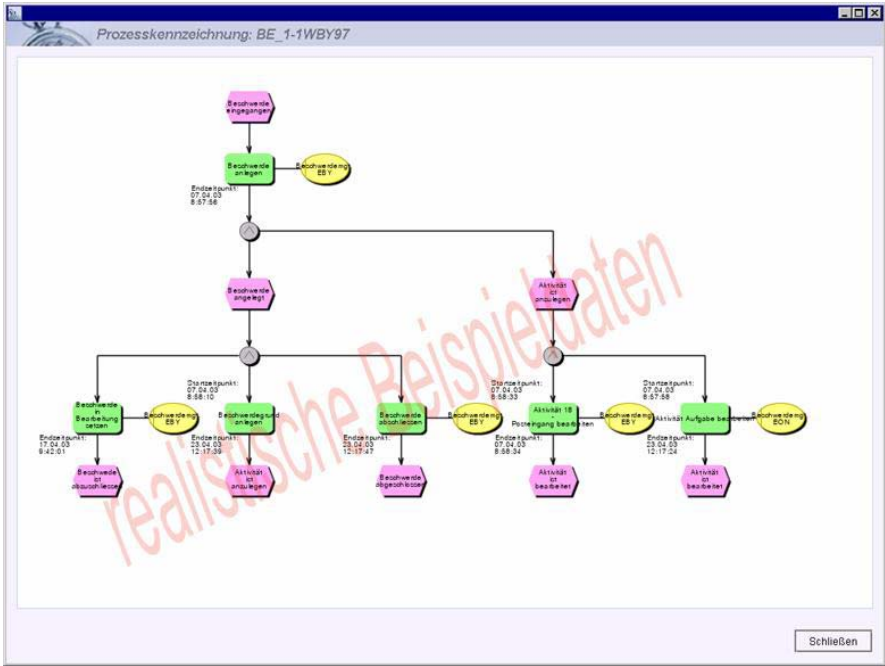 Prozesskennzeichnung: BE_1-1WBY97
Beschwerde
eingegangen
Beschwerde
anlegen
Beschwerdemgt
EBY
Endzeitpunkt:
07.04.03
8:57:58
Beschwerde
angelegt
Aktivität
ist
anzulegen
Startzeitpunkt:
07.04.03
8:58:10
Startzeitpunkt:
07.04.03
8:58:33
Startzeitpunkt:
07.04.03
8:57:58
Beschwerde
in
Bearbeitung
setzen
Beschwerdemgt
EBY
Beschwerdegrund
anlegen
Beschwerde
abschliessen
Beschwerdemgt
EBY
Aktivität 18
-
Posteingang bearbeiten
Beschwerdemgt
EBY
Aktivität Aufgabe bearbeiten
Beschwerdemgt
EON
Endzeitpunkt:
17.04.03
9:42:01
Endzeitpunkt:
23.04.03
12:17:39
Endzeitpunkt:
23.04.03
12:17:47
Endzeitpunkt:
07.04.03
8:58:34
Endzeitpunkt:
23.04.03
12:17:24
Beschwede
ist
abzuschliessen
Aktivität
ist
anzulegen
Beschwerde
abgeschlossen
Aktivität
ist
bearbeitet
Aktivität
ist
bearbeitet
realistische Beispieldaten
Schließen